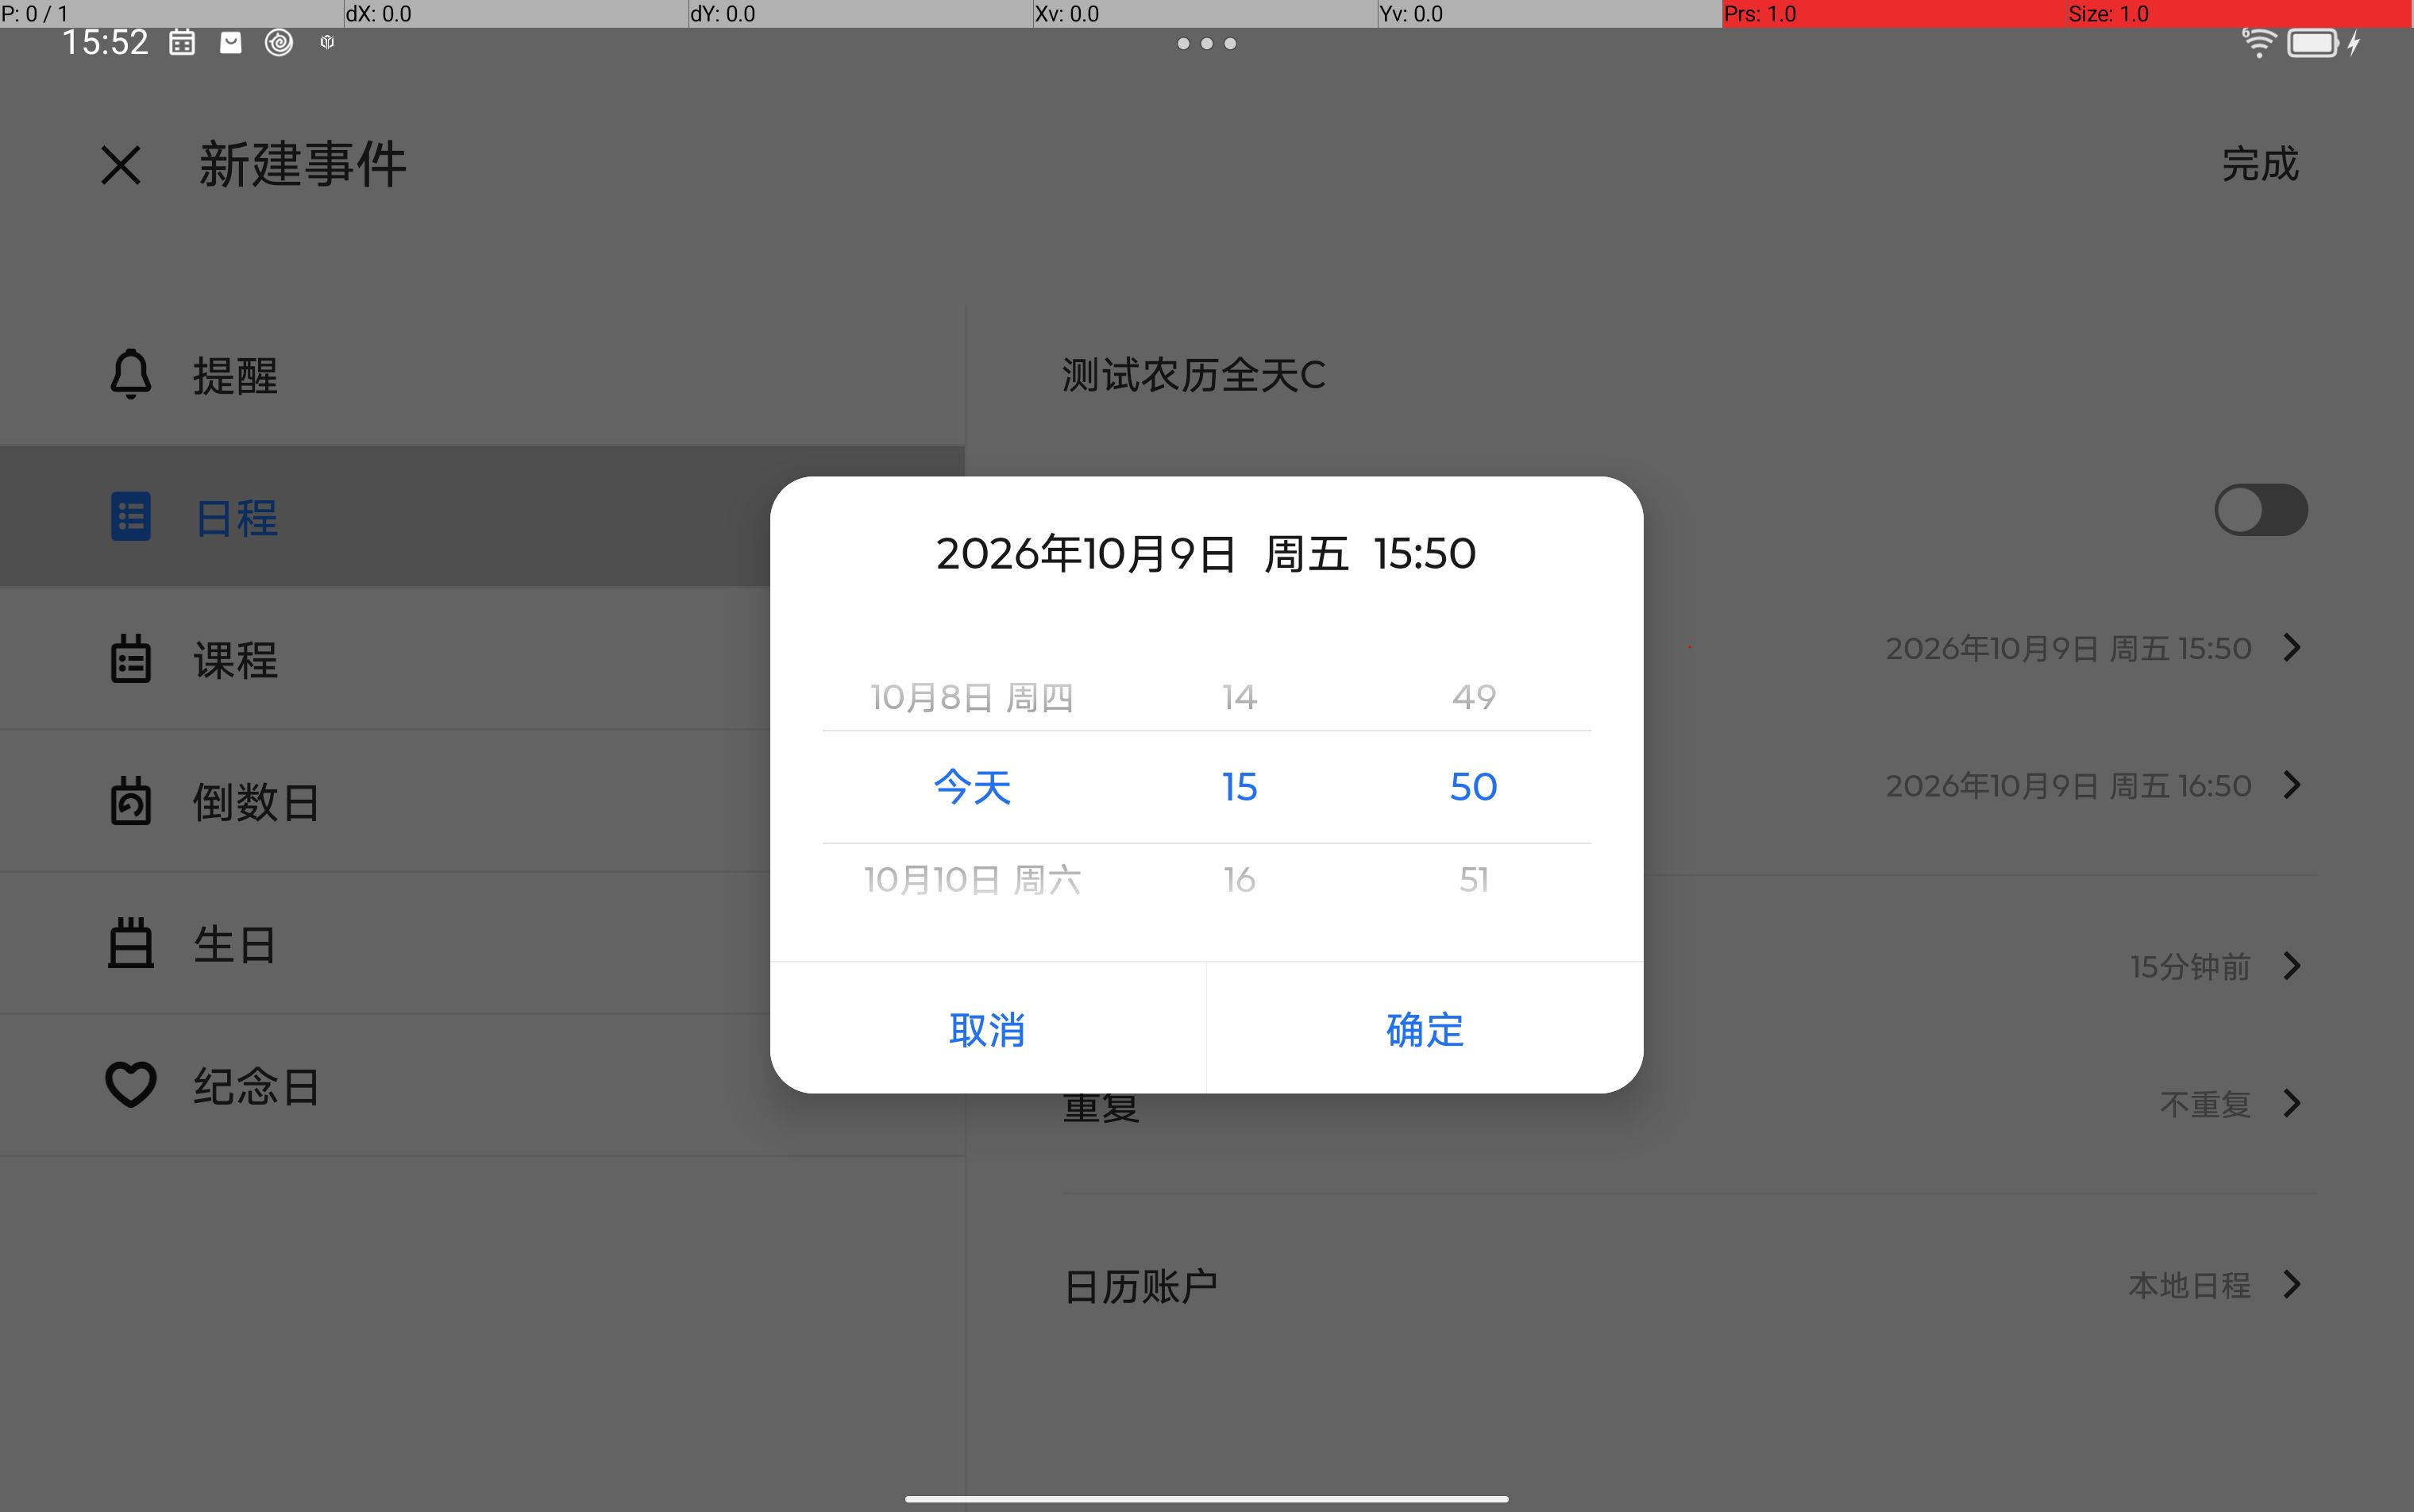 P: 0 / 1 dX: 0.0 dY: 0.0 Xv: 0.0 Yv: 0.0 Prs: 1.0 Size: 1.0
15:52
6
新建事件
完成
提醒
日程
课程
倒数日
生日
纪念日
测试农历全天C
2026年10月9日 周五 15:50
2026年10月9日 周五 16:50
15分钟前
重复
不重复
日历账户
本地日程
2026年10月9日 周五 15:50
10月8日 周四 14 49
今天 15 50
10月10日 周六 16 51
取消 确定